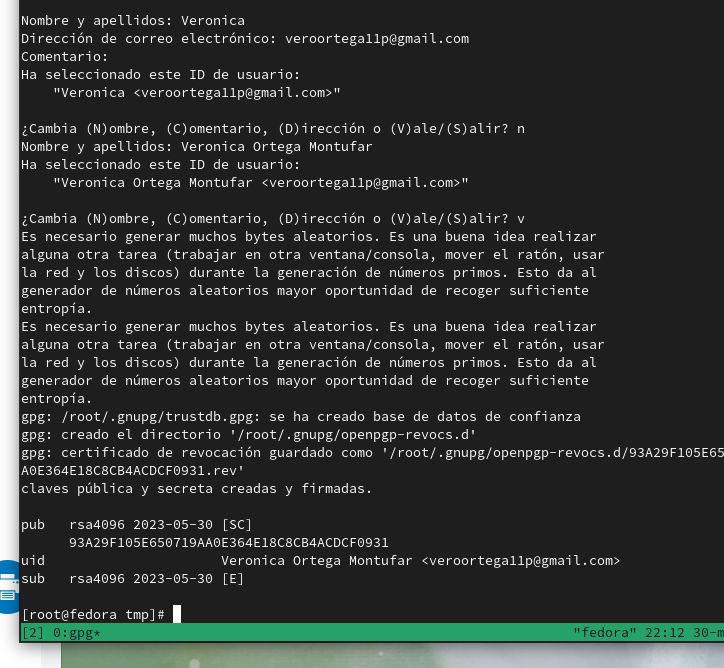 Nombre y apellidos: Veronica
Dirección de correo electrónico: veroortega11p@gmail.com
Comentario:
Ha seleccionado este ID de usuario:
    "Veronica <veroortega11p@gmail.com>"

¿Cambia (N)ombre, (C)omentario, (D)irección o (V)ale/(S)alir? n
Nombre y apellidos: Veronica Ortega Montufar
Ha seleccionado este ID de usuario:
    "Veronica Ortega Montufar <veroortega11p@gmail.com>"

¿Cambia (N)ombre, (C)omentario, (D)irección o (V)ale/(S)alir? v
Es necesario generar muchos bytes aleatorios. Es una buena idea realizar
alguna otra tarea (trabajar en otra ventana/consola, mover el ratón, usar
la red y los discos) durante la generación de números primos. Esto da al
generador de números aleatorios mayor oportunidad de recoger suficiente
entropía.
Es necesario generar muchos bytes aleatorios. Es una buena idea realizar
alguna otra tarea (trabajar en otra ventana/consola, mover el ratón, usar
la red y los discos) durante la generación de números primos. Esto da al
generador de números aleatorios mayor oportunidad de recoger suficiente
entropía.
gpg: /root/.gnupg/trustdb.gpg: se ha creado base de datos de confianza
gpg: creado el directorio '/root/.gnupg/openpgp-revocs.d'
gpg: certificado de revocación guardado como '/root/.gnupg/openpgp-revocs.d/93A29F105E65
A0E364E18C8CB4ACDCF0931.rev'
claves pública y secreta creadas y firmadas.

pub   rsa4096 2023-05-30 [SC]
      93A29F105E650719AA0E364E18C8CB4ACDCF0931
uid                      Veronica Ortega Montufar <veroortega11p@gmail.com>
sub   rsa4096 2023-05-30 [E]

[root@fedora tmp]#
[2] 0:gpg* "fedora" 22:12 30-m